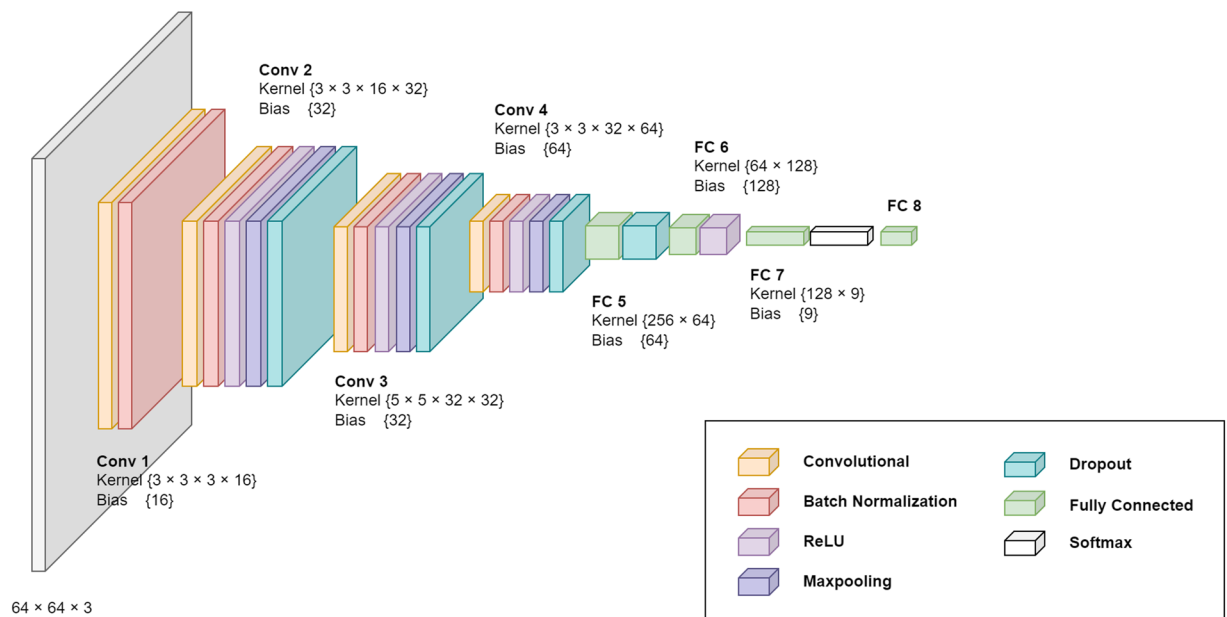 Conv 2
Kernel {3 × 3 × 16 × 32}
Bias {32}
Conv 4
Kernel {3 × 3 × 32 × 64}
Bias {64}
FC 6
Kernel {64 × 128}
Bias {128}
FC 8
FC 7
Kernel {128 × 9}
Bias {9}
FC 5
Kernel {256 × 64}
Bias {64}
Conv 3
Kernel {5 × 5 × 32 × 32}
Bias {32}
Conv 1
Kernel {3 × 3 × 3 × 16}
Bias {16}
64 × 64 × 3
Convolutional
Batch Normalization
ReLU
Maxpooling
Dropout
Fully Connected
Softmax